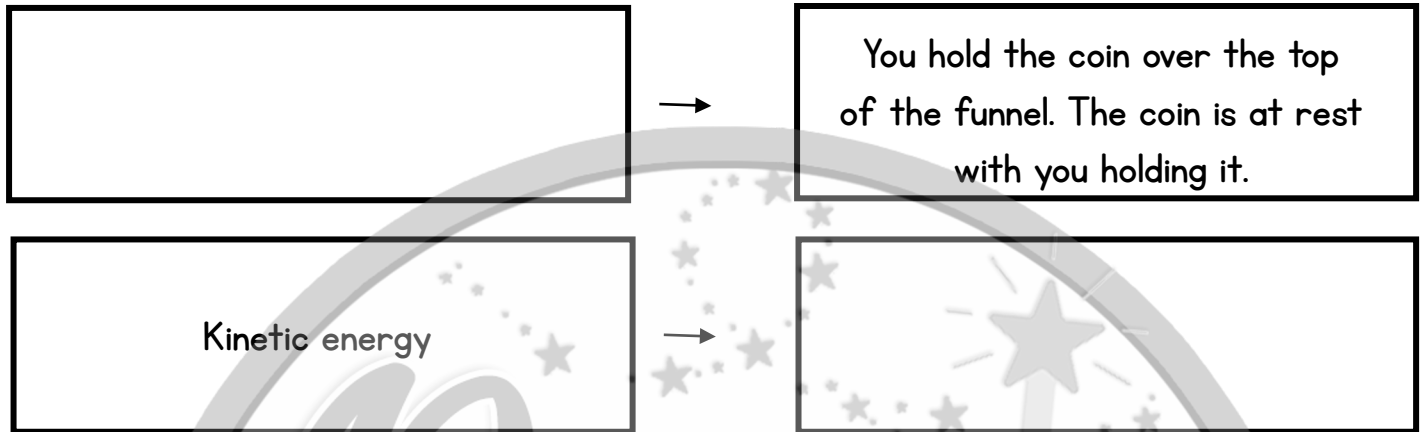 You hold the coin over the top
of the funnel. The coin is at rest
with you holding it.
Kinetic energy